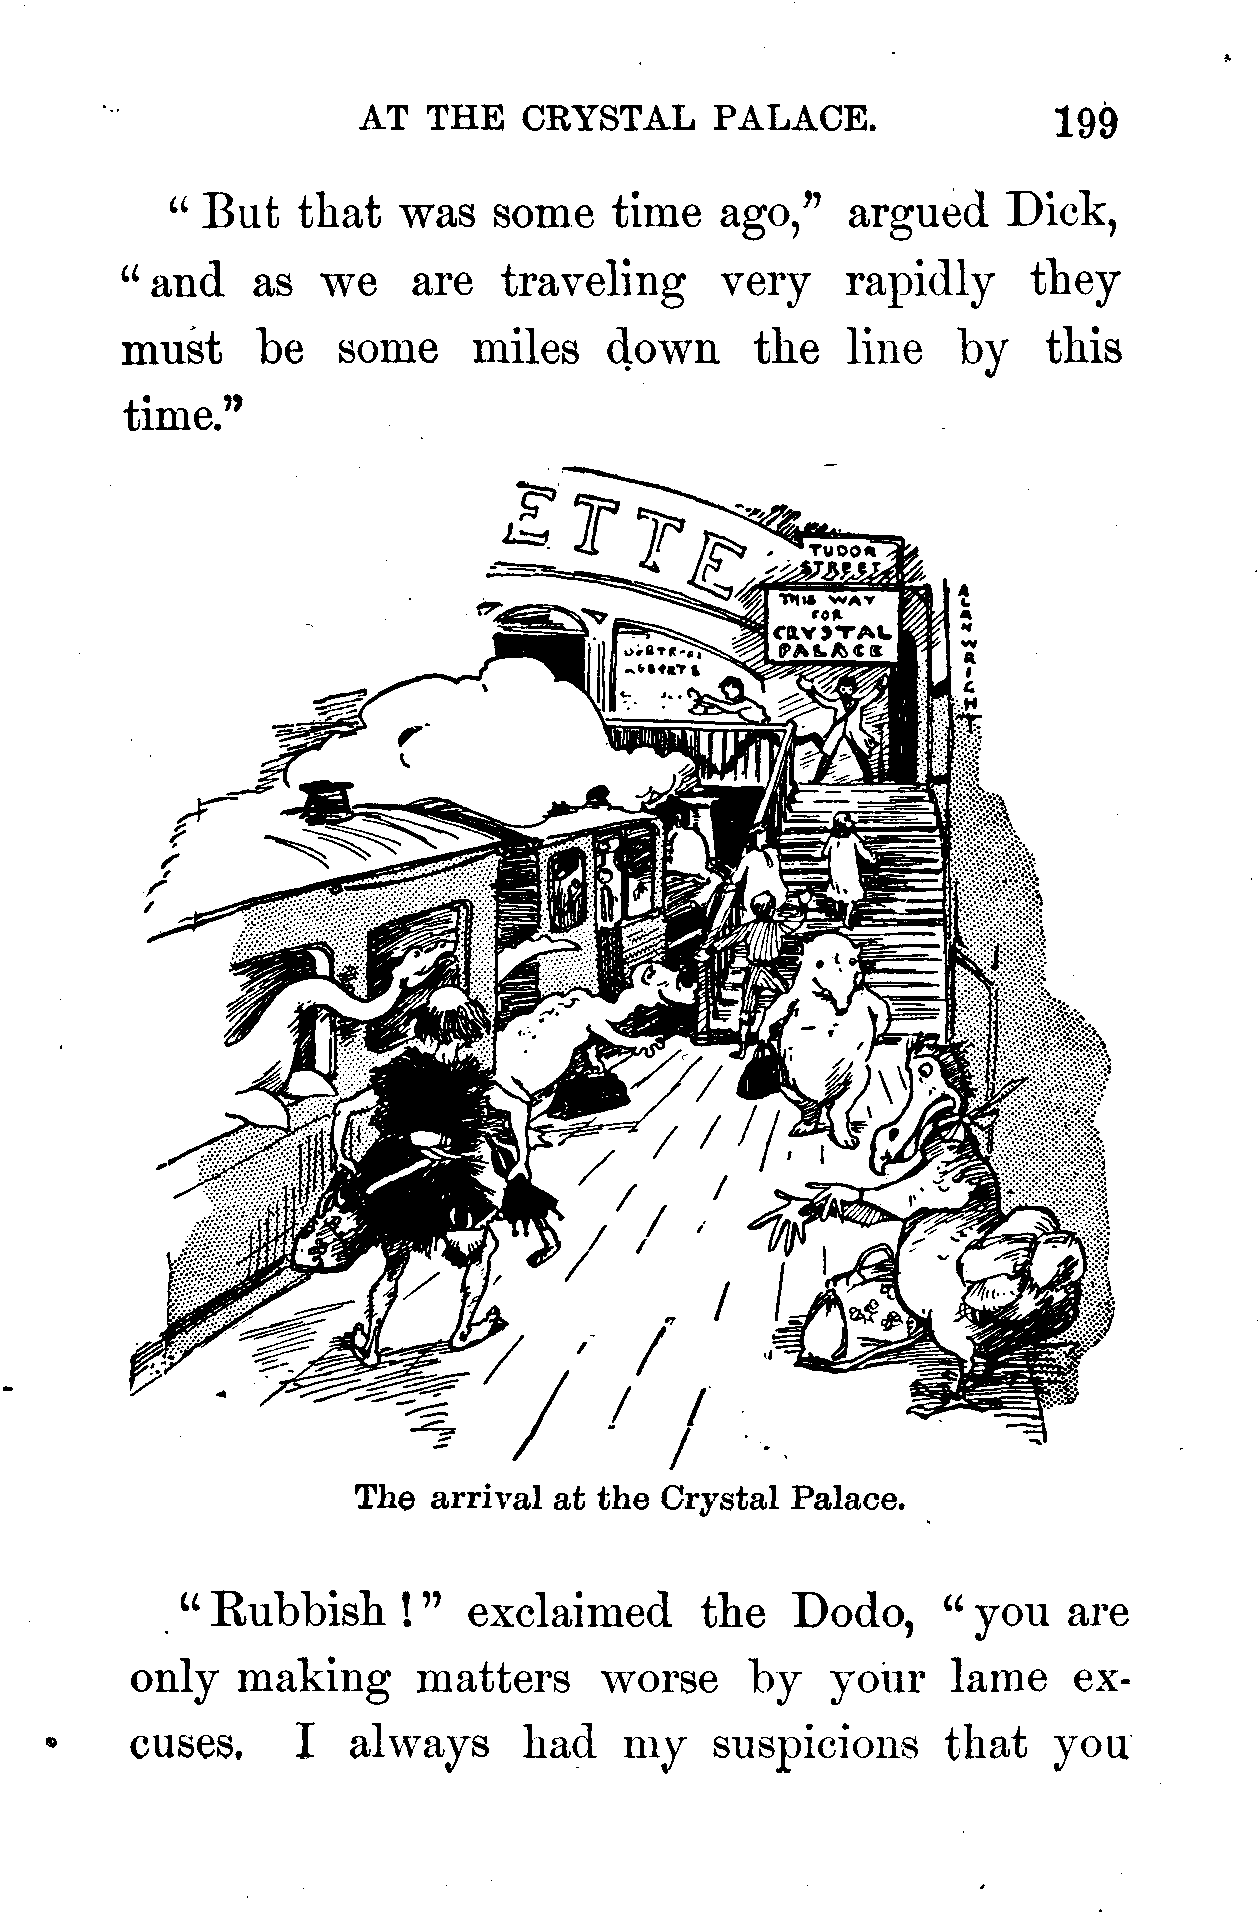 AT THE CRYSTAL PALACE. 199
“ But that was some time ago,” argued Dick,
“ and as we are traveling very rapidly they
must be some miles down the line by this
time.”
ETTE
TUDOR
STREET
THIS WAY
FOR
CRYSTAL
PALACE
ALAN WRIGHT
The arrival at the Crystal Palace.
“ Rubbish ! ” exclaimed the Dodo, “ you are
only making matters worse by your lame ex-
cuses. I always had my suspicions that you